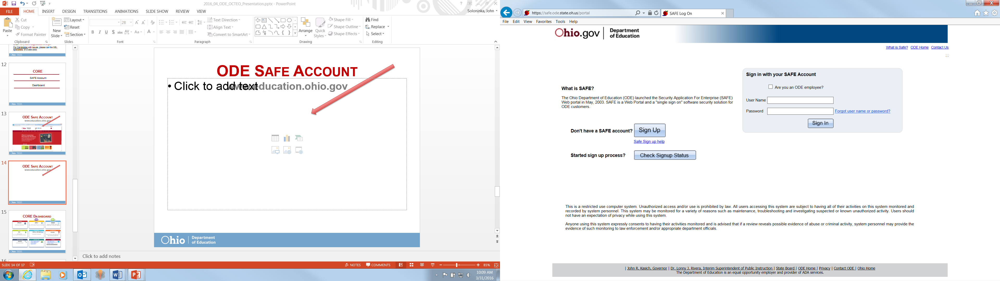 2016_04_ODE_OCTEO_Presentation.pptx - PowerPoint
FILE HOME INSERT DESIGN TRANSITIONS ANIMATIONS SLIDE SHOW REVIEW VIEW
Soloninka, John
Paste
Cut
Copy
Format Painter
Clipboard
New
Slide
Layout
Reset
Section
Slides
28
Font
Text Direction
Align Text
Convert to SmartArt
Paragraph
Arrange
Quick
Styles
Shape Fill
Shape Outline
Shape Effects
Drawing
Find
Replace
Select
Editing
For Candidates with issues, please call the OEL
specialists: 614-466-3593
12
CORE
SAFE Account
Dashboard
13
ODE SAFE ACCOUNT
www.education.ohio.gov
14
ODE SAFE ACCOUNT
www.education.ohio.gov
15
CORE DASHBOARD
16
ODE SAFE ACCOUNT
www.education.ohio.gov
• Click to add text
Ohio | Department
of Education
Click to add notes
SLIDE 14 OF 17
NOTES COMMENTS 85%
10:09 AM
3/31/2016
https://safe.ode.state.oh.us/portal
SAFE Log On
File Edit View Favorites Tools Help
Ohio.gov | Department
of Education
What is Safe? ODE Home Contact Us
Sign in with your SAFE Account
Are you an ODE employee?
User Name
Password Forgot user name or password?
Sign In
What is SAFE?
The Ohio Department of Education (ODE) launched the Security Application For Enterprise (SAFE)
Web portal in May, 2003. SAFE is a Web Portal and a "single sign on" software security solution for
ODE customers.
Don't have a SAFE account? Sign Up
Safe Sign up help
Started sign up process? Check Signup Status
This is a restricted use computer system. Unauthorized access and/or use is prohibited by law. All users accessing this system are subject to having all of their activities on this system monitored and
recorded by system personnel. This system may be monitored for a variety of reasons such as maintenance, troubleshooting and investigating suspected or known unauthorized activity. Users should
not have an expectation of privacy while using this system.
Anyone using this system expressly consents to having their activities monitored and is advised that if a review reveals possible evidence of abuse or criminal activity, system personnel may provide the
evidence of such monitoring to law enforcement and/or appropriate department officials.
| John R. Kasich, Governor | Dr. Lonny J. Rivera, Interim Superintendent of Public Instruction | State Board | ODE Home | Privacy | Contact ODE | Ohio Home
The Department of Education is an equal opportunity employer and provider of ADA services.